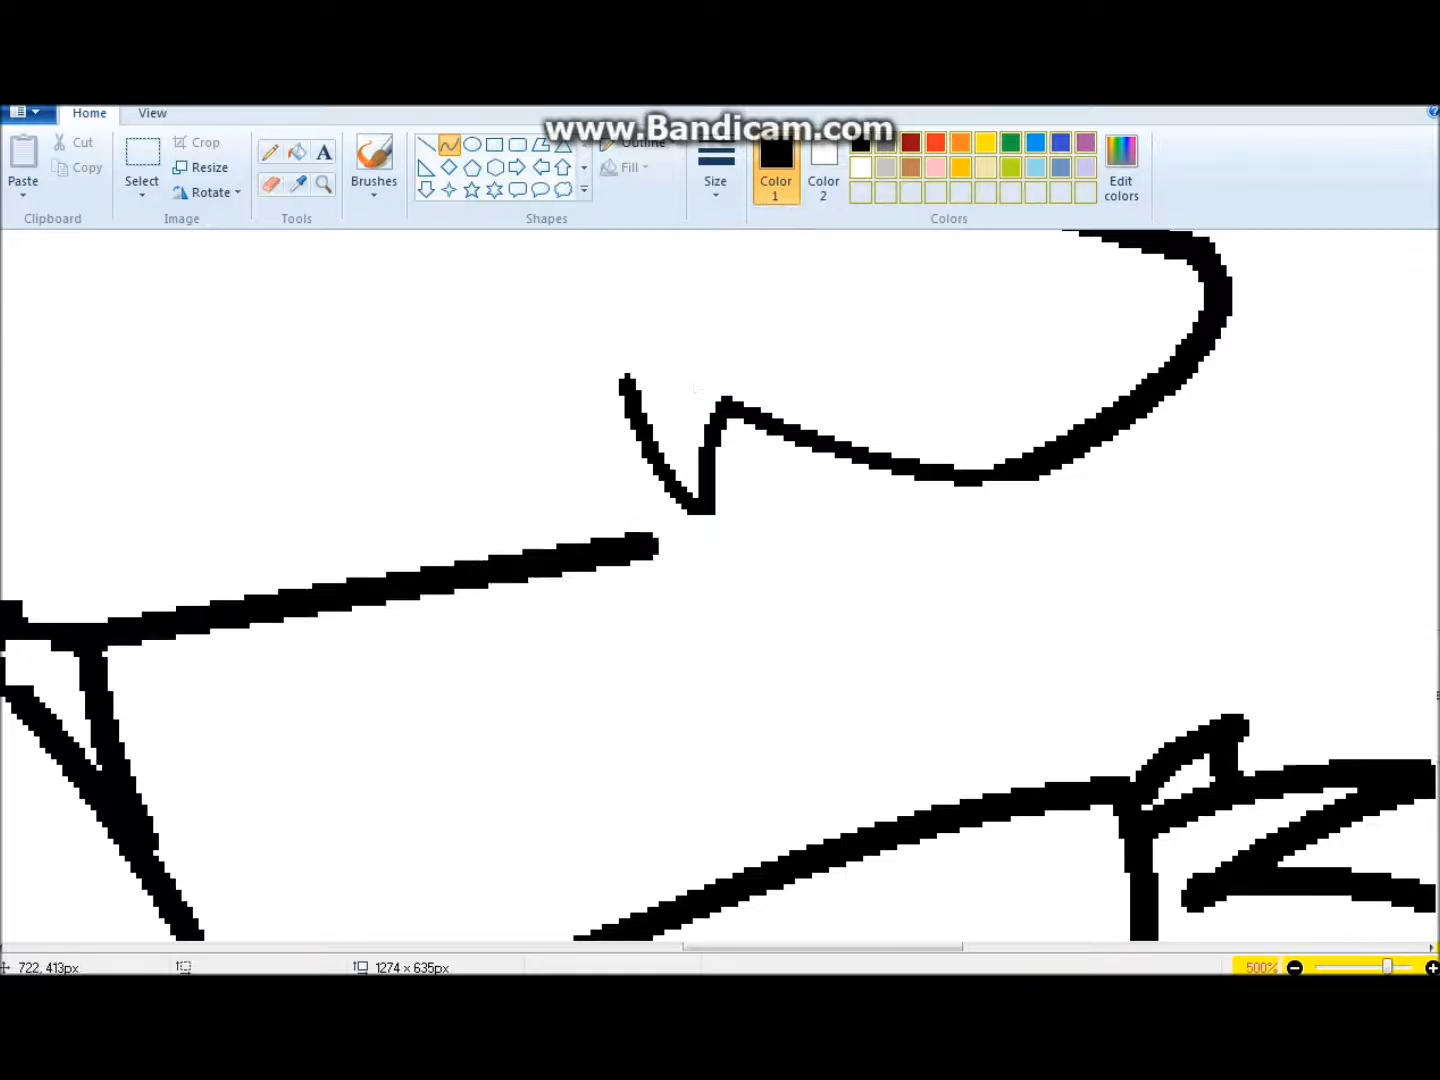 Home View
www.Bandicam.com
Cut
Copy
Paste
Crop
Resize
Rotate
Select
A
Brushes
Outline
Fill
Size
Color 1
Color 2
Edit colors
Clipboard Image Tools Shapes Colors
722, 413px 1274 × 635px 500%